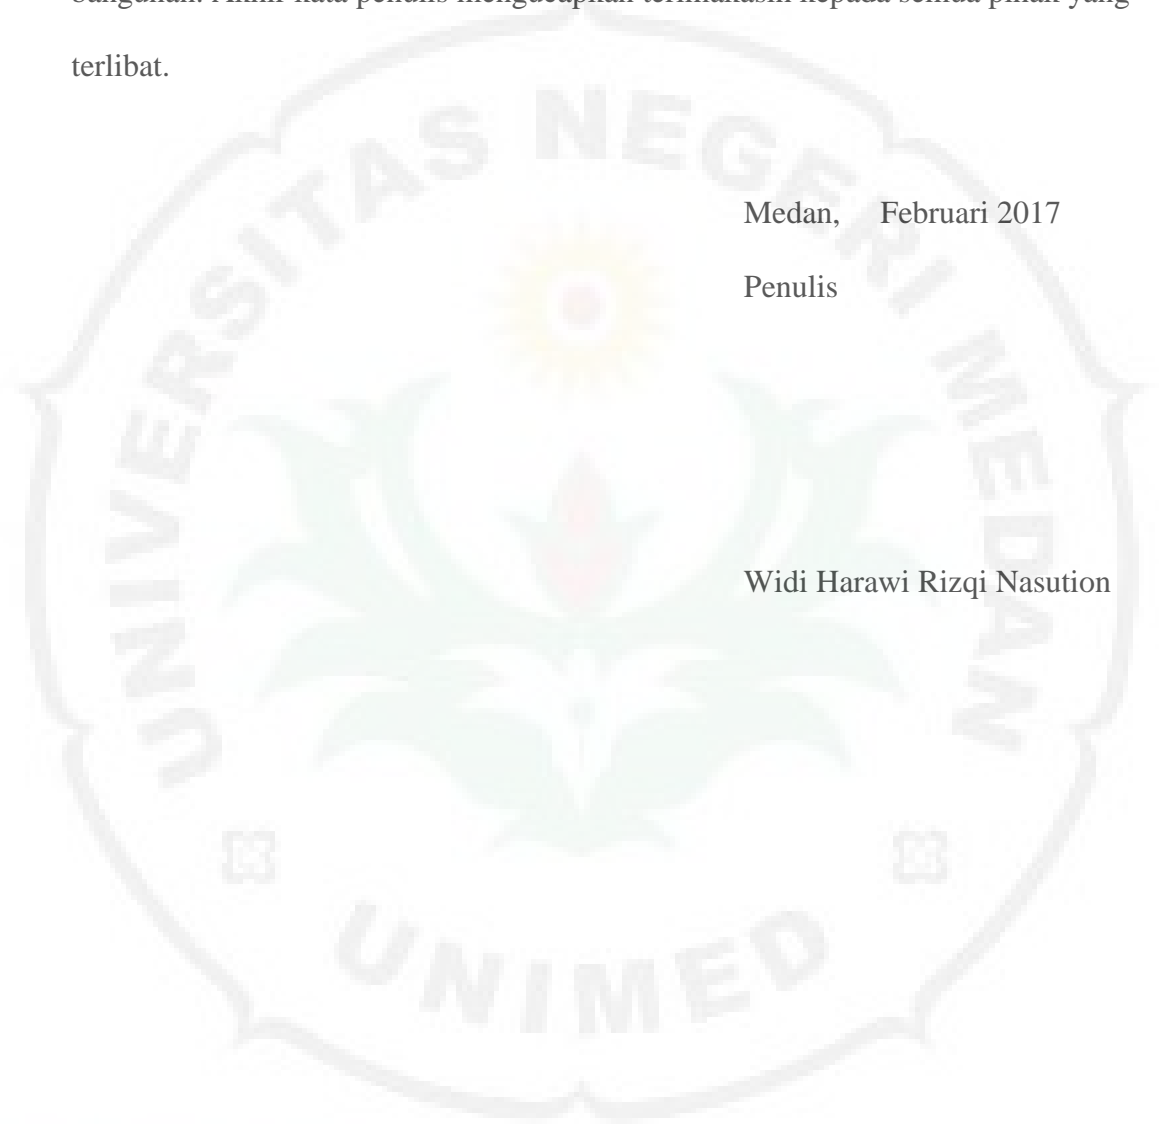 bangunan. Akhir kata penulis mengucapkan terimakasih kepada semua pihak yang
terlibat.
UNIVERSITAS NEGERI MEDAN
Medan, Februari 2017
Penulis
Widi Harawi Rizqi Nasution
UNIMED